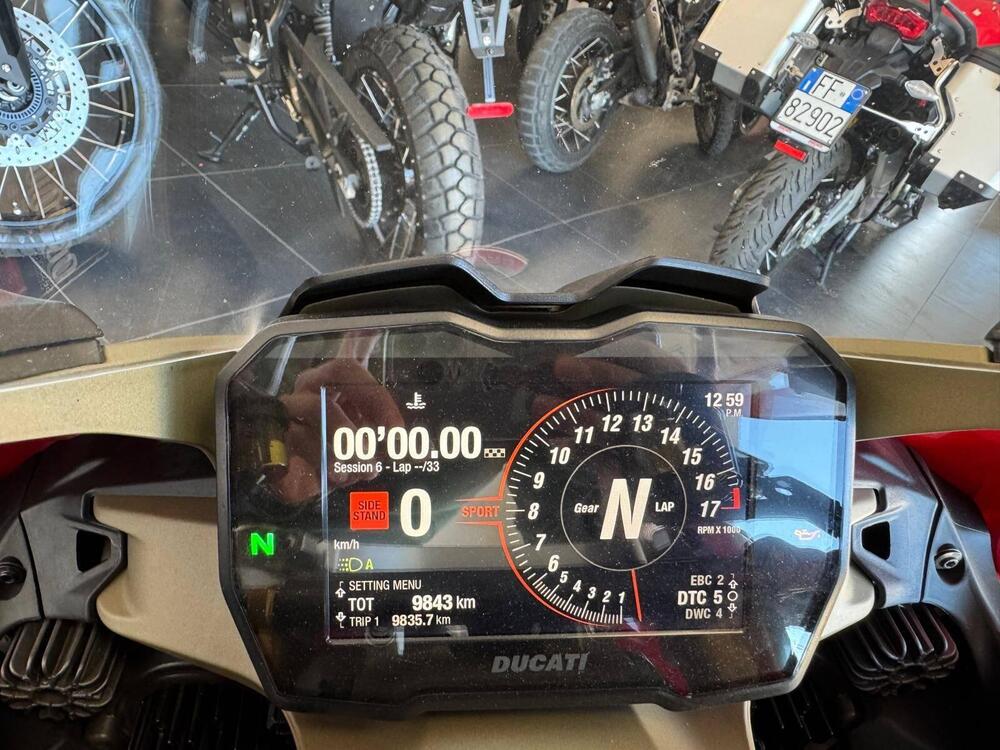 FF
82902
12 59
P.M
00'00.00
Session 6 - Lap --/33
SIDE
STAND
0
SPORT
km/h
A
N
SETTING MENU
TOT 9843 km
TRIP 1 9835.7 km
1 2 3 4 5 6 7 8 9 10 11 12 13 14 15 16 17
RPM X 1000
Gear N LAP
EBC 2
DTC 5
DWC 4
DUCATI